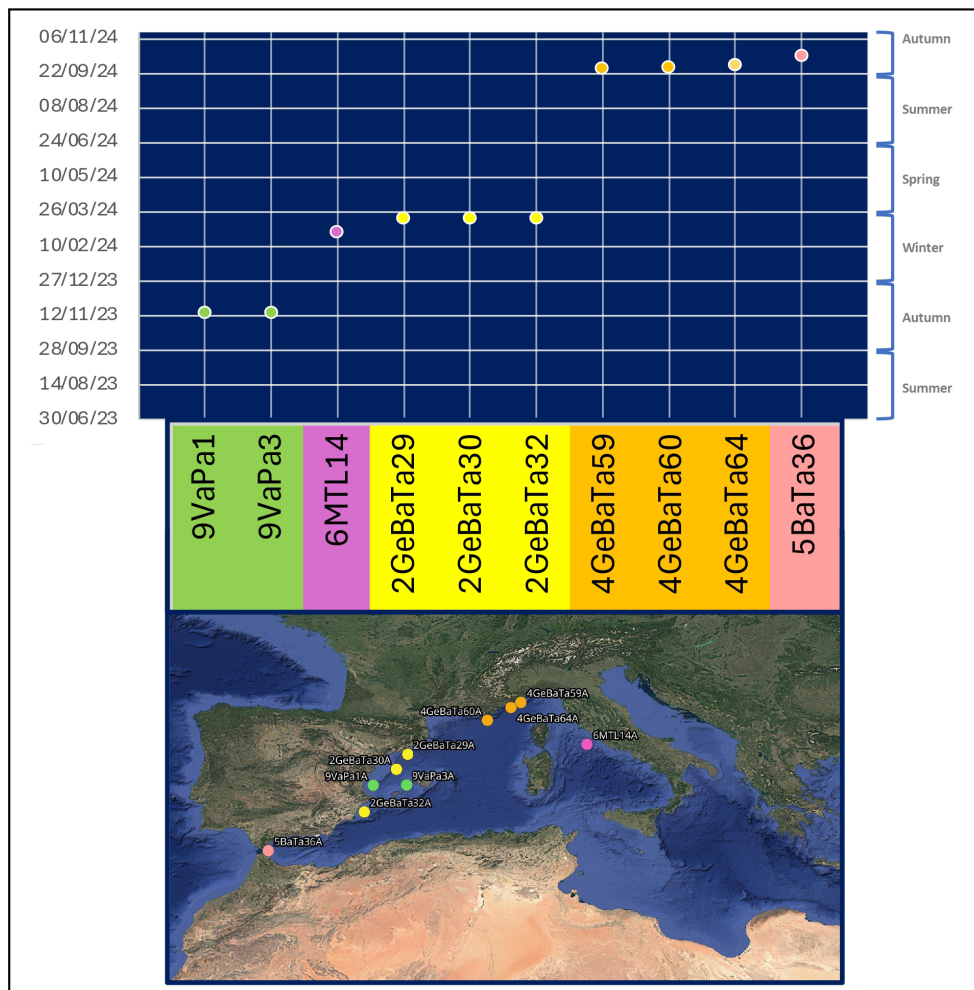 06/11/24
Autumn
22/09/24
08/08/24
Summer
24/06/24
10/05/24
Spring
26/03/24
Winter
10/02/24
27/12/23
12/11/23
Autumn
28/09/23
14/08/23
Summer
30/06/23
9VaPa1
9VaPa3
6MTL14
2GeBaTa29
2GeBaTa30
2GeBaTa32
4GeBaTa59
4GeBaTa60
4GeBaTa64
5BaTa36
4GeBaTa59A
4GeBaTa60A
4GeBaTa64A
6MTL14A
2GeBaTa29A
2GeBaTa30A
9VaPa1A
9VaPa3A
2GeBaTa32A
5BaTa36A